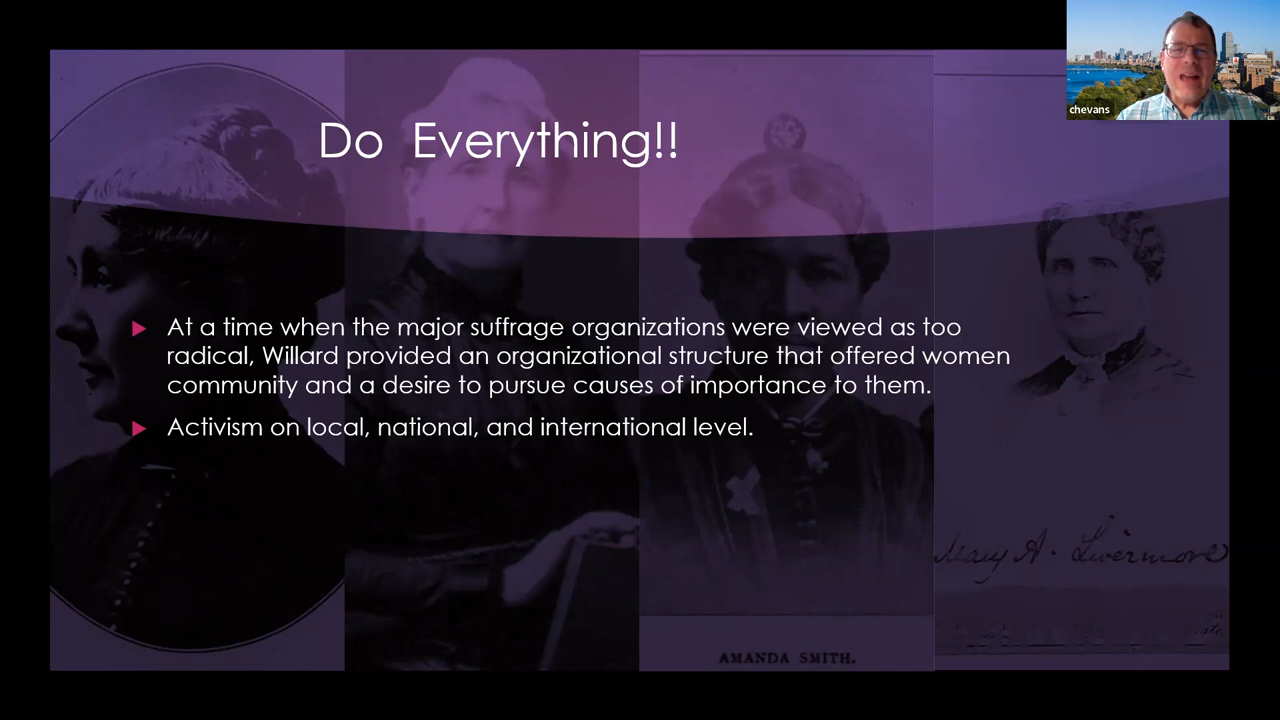 chevans
Do Everything!!
At a time when the major suffrage organizations were viewed as too
radical, Willard provided an organizational structure that offered women
community and a desire to pursue causes of importance to them.
Activism on local, national, and international level.
Mary A. Livermore
AMANDA SMITH.